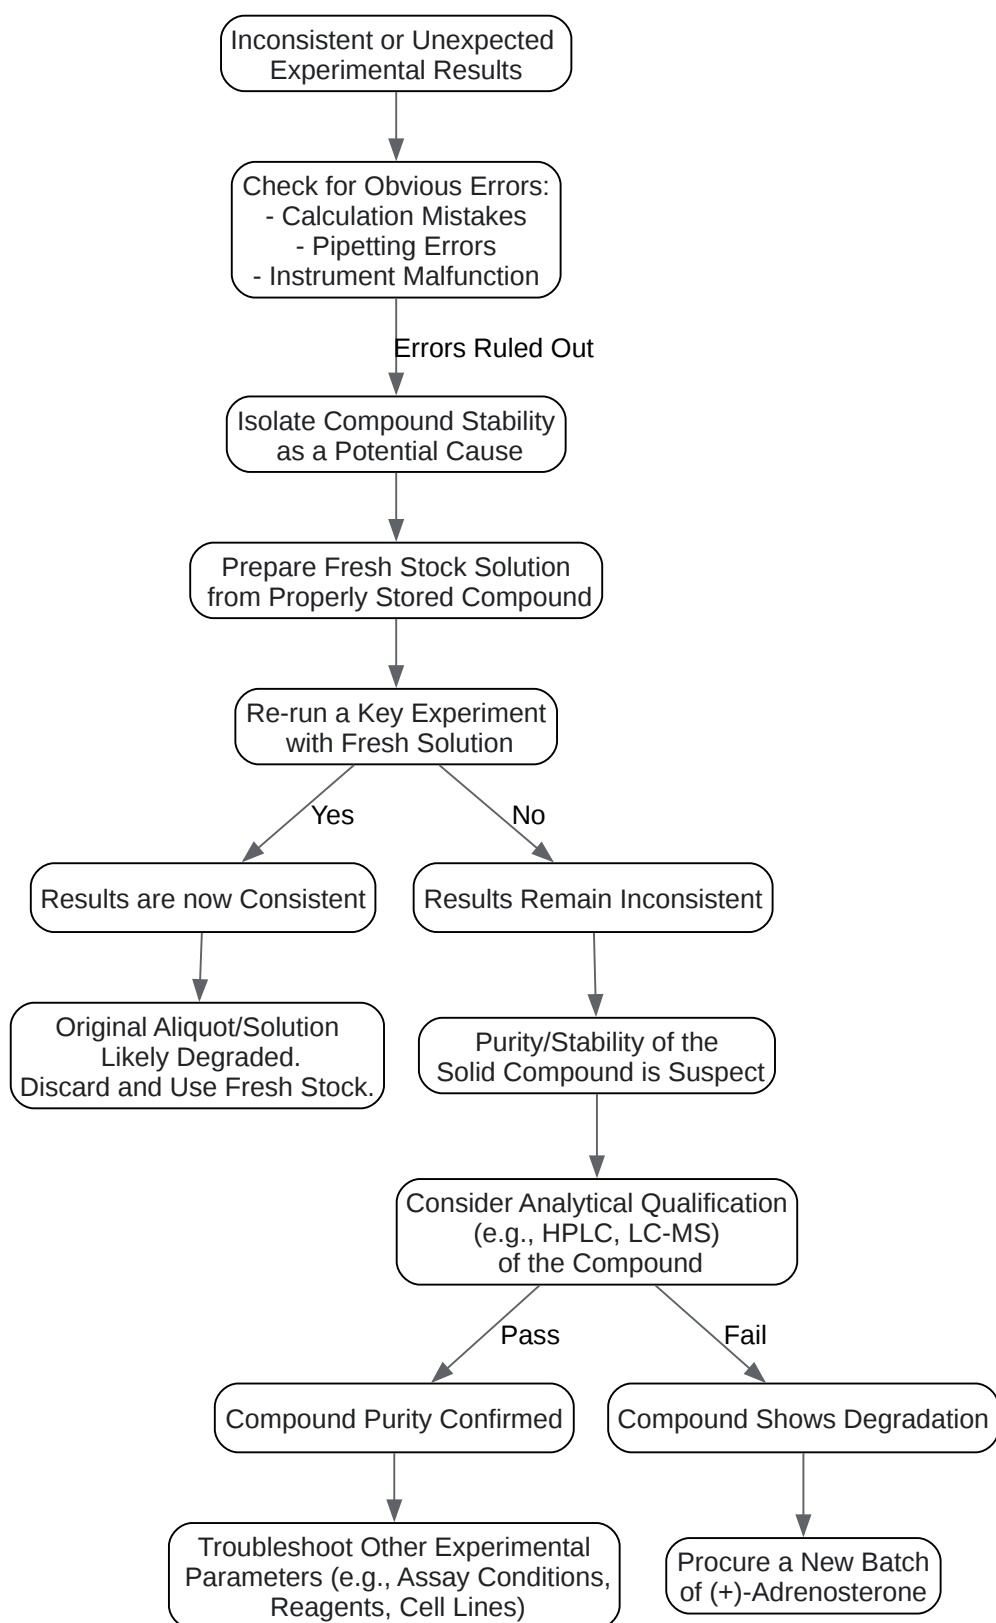 Inconsistent or Unexpected
Experimental Results
Check for Obvious Errors:
- Calculation Mistakes
- Pipetting Errors
- Instrument Malfunction
Errors Ruled Out
Isolate Compound Stability
as a Potential Cause
Prepare Fresh Stock Solution
from Properly Stored Compound
Re-run a Key Experiment
with Fresh Solution
Yes
No
Results are now Consistent
Results Remain Inconsistent
Original Aliquot/Solution
Likely Degraded.
Discard and Use Fresh Stock.
Purity/Stability of the
Solid Compound is Suspect
Consider Analytical Qualification
(e.g., HPLC, LC-MS)
of the Compound
Pass
Fail
Compound Purity Confirmed
Compound Shows Degradation
Troubleshoot Other Experimental
Parameters (e.g., Assay Conditions,
Reagents, Cell Lines)
Procure a New Batch
of (+)-Adrenosterone